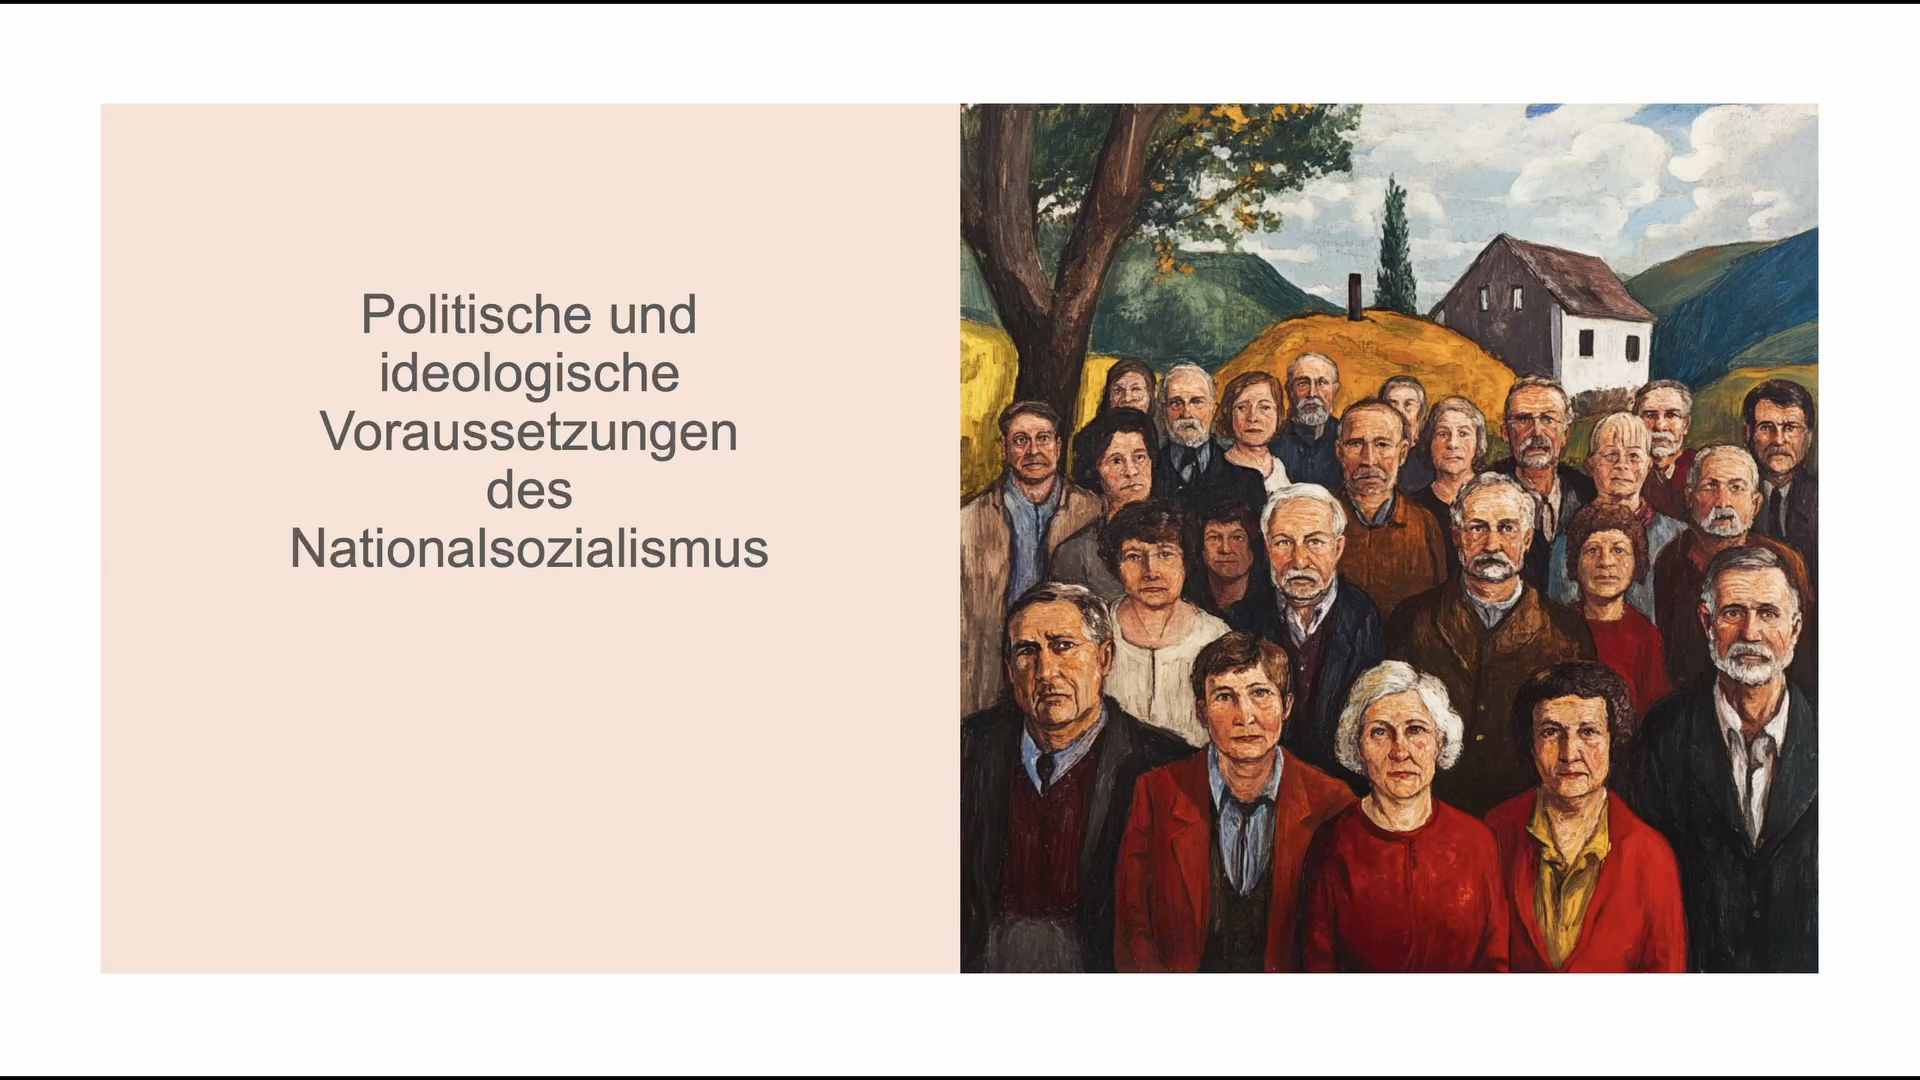 Politische und
ideologische
Voraussetzungen
des
Nationalsozialismus